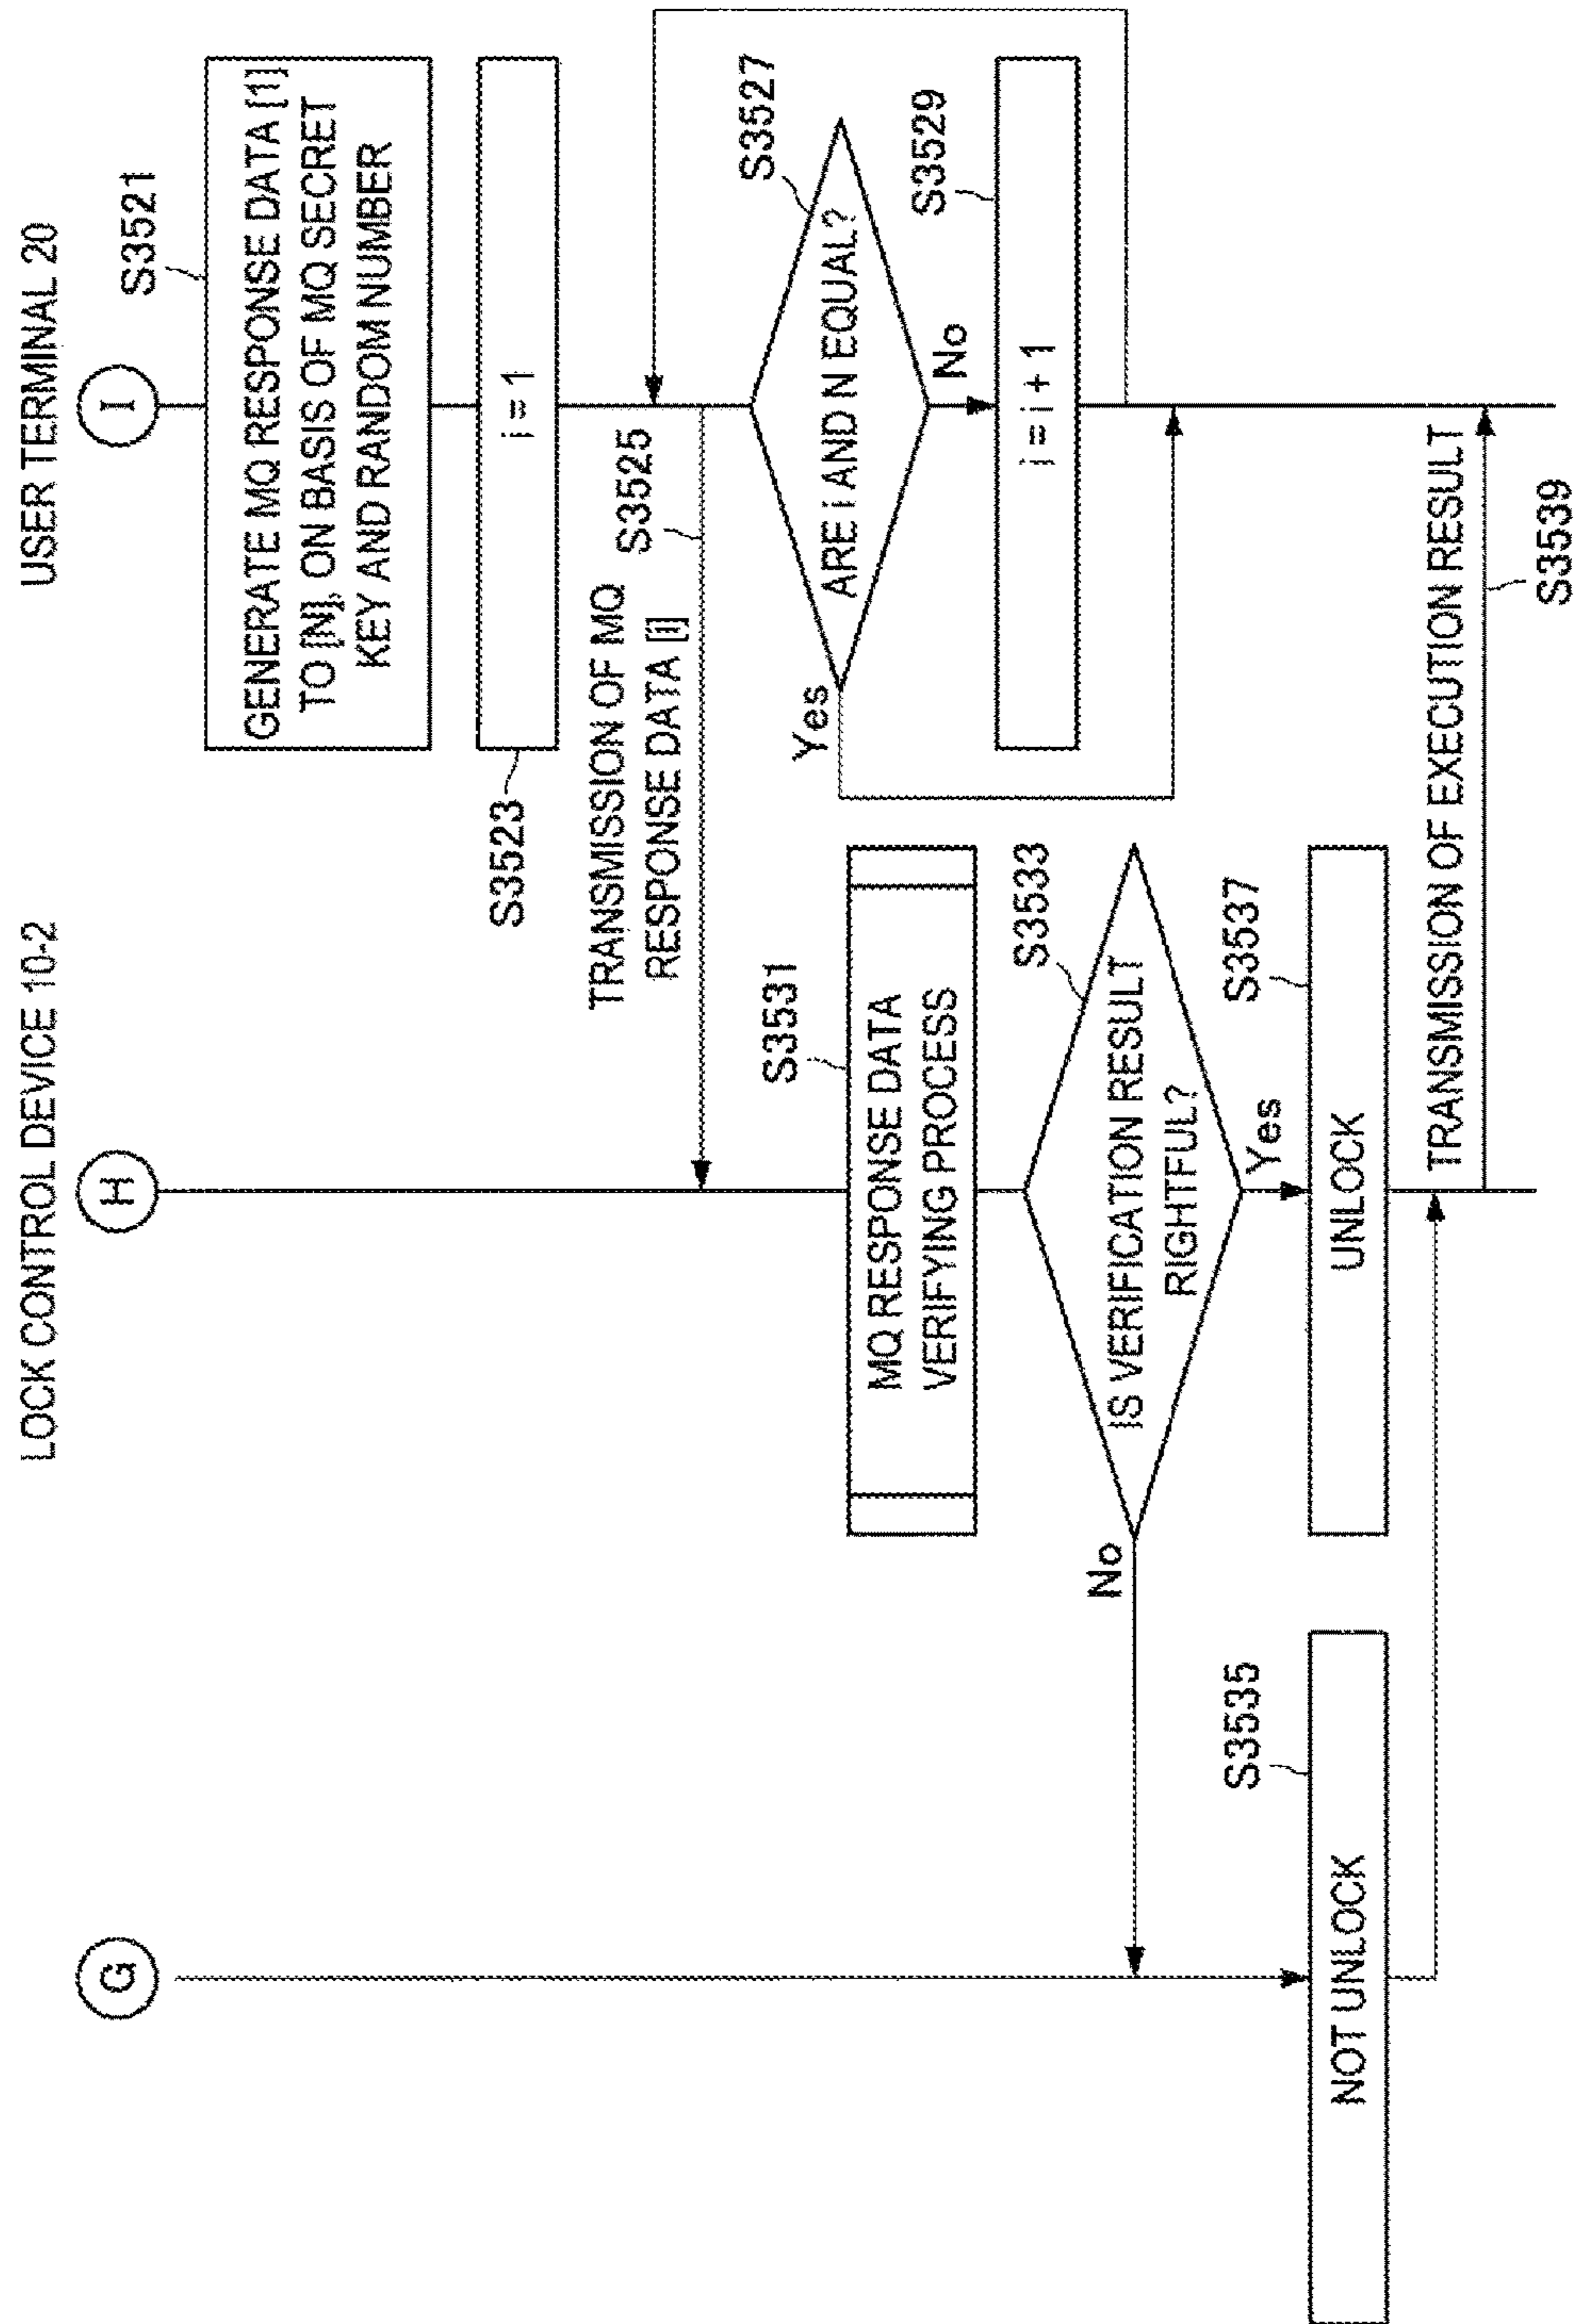 LOCK CONTROL DEVICE 10-2
USER TERMINAL 20
G
H
I
S3521
GENERATE MQ RESPONSE DATA [1]
TO [N], ON BASIS OF MQ SECRET
KEY AND RANDOM NUMBER
i = 1
S3523
TRANSMISSION OF MQ
RESPONSE DATA [i]
S3525
S3527
ARE i AND N EQUAL?
Yes
No
S3529
i = i + 1
S3531
MQ RESPONSE DATA
VERIFYING PROCESS
S3533
IS VERIFICATION RESULT
RIGHTFUL?
No
Yes
S3535
NOT UNLOCK
S3537
UNLOCK
TRANSMISSION OF EXECUTION RESULT
S3539